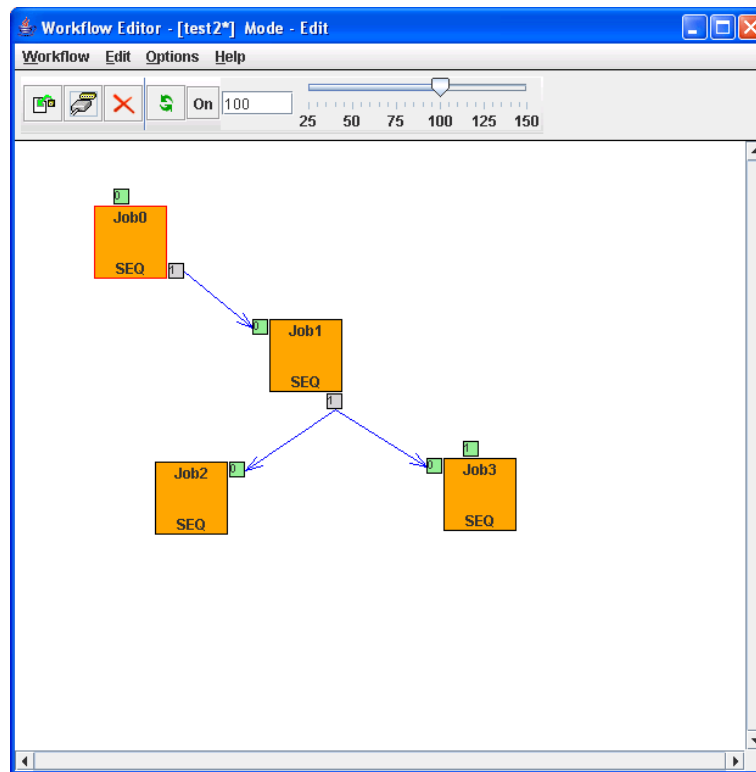 Workflow Editor - [test2*] Mode - Edit
Workflow Edit Options Help
On 100
25 50 75 100 125 150
0
Job0
SEQ
1
0
Job1
SEQ
1
0
Job2
SEQ
1
0
Job3
SEQ